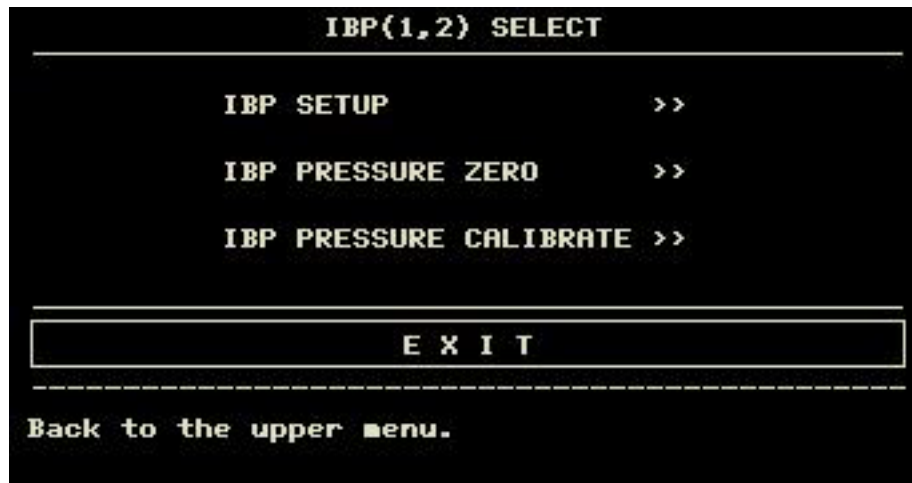 IBP(1,2) SELECT
IBP SETUP >>
IBP PRESSURE ZERO >>
IBP PRESSURE CALIBRATE >>
E X I T
Back to the upper menu.